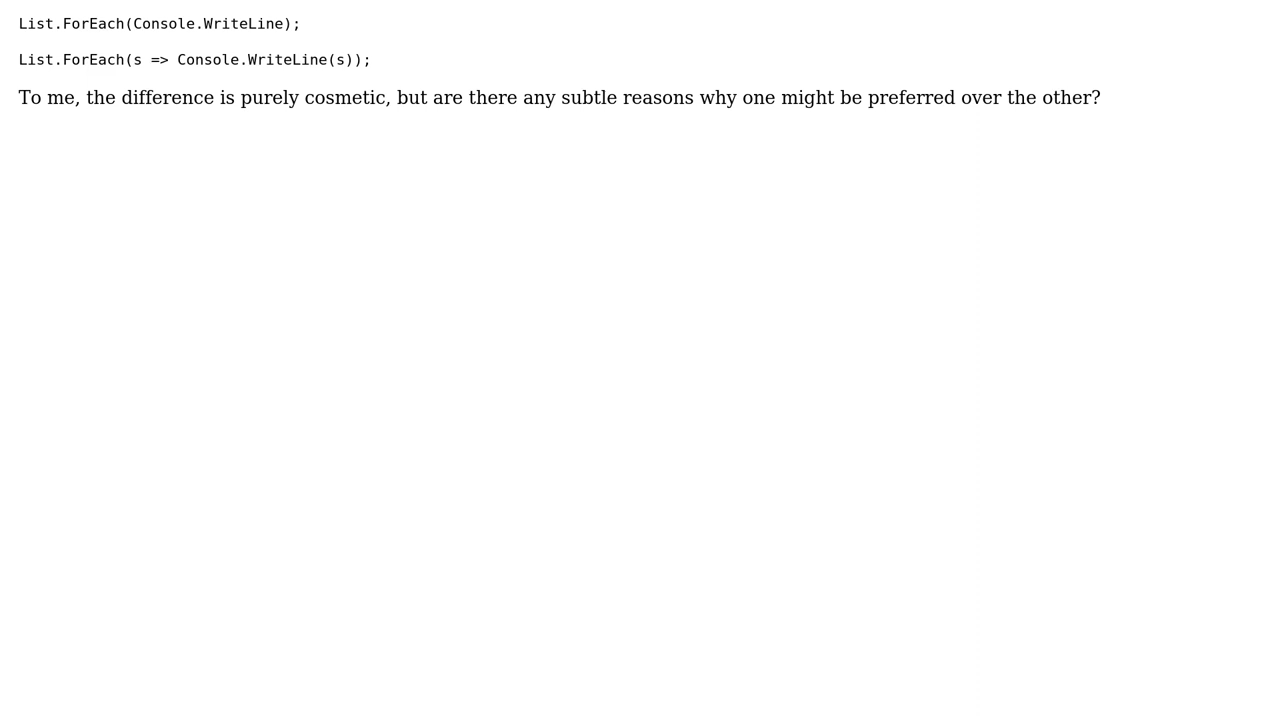 List.ForEach(Console.WriteLine);
List.ForEach(s => Console.WriteLine(s));
To me, the difference is purely cosmetic, but are there any subtle reasons why one might be preferred over the other?